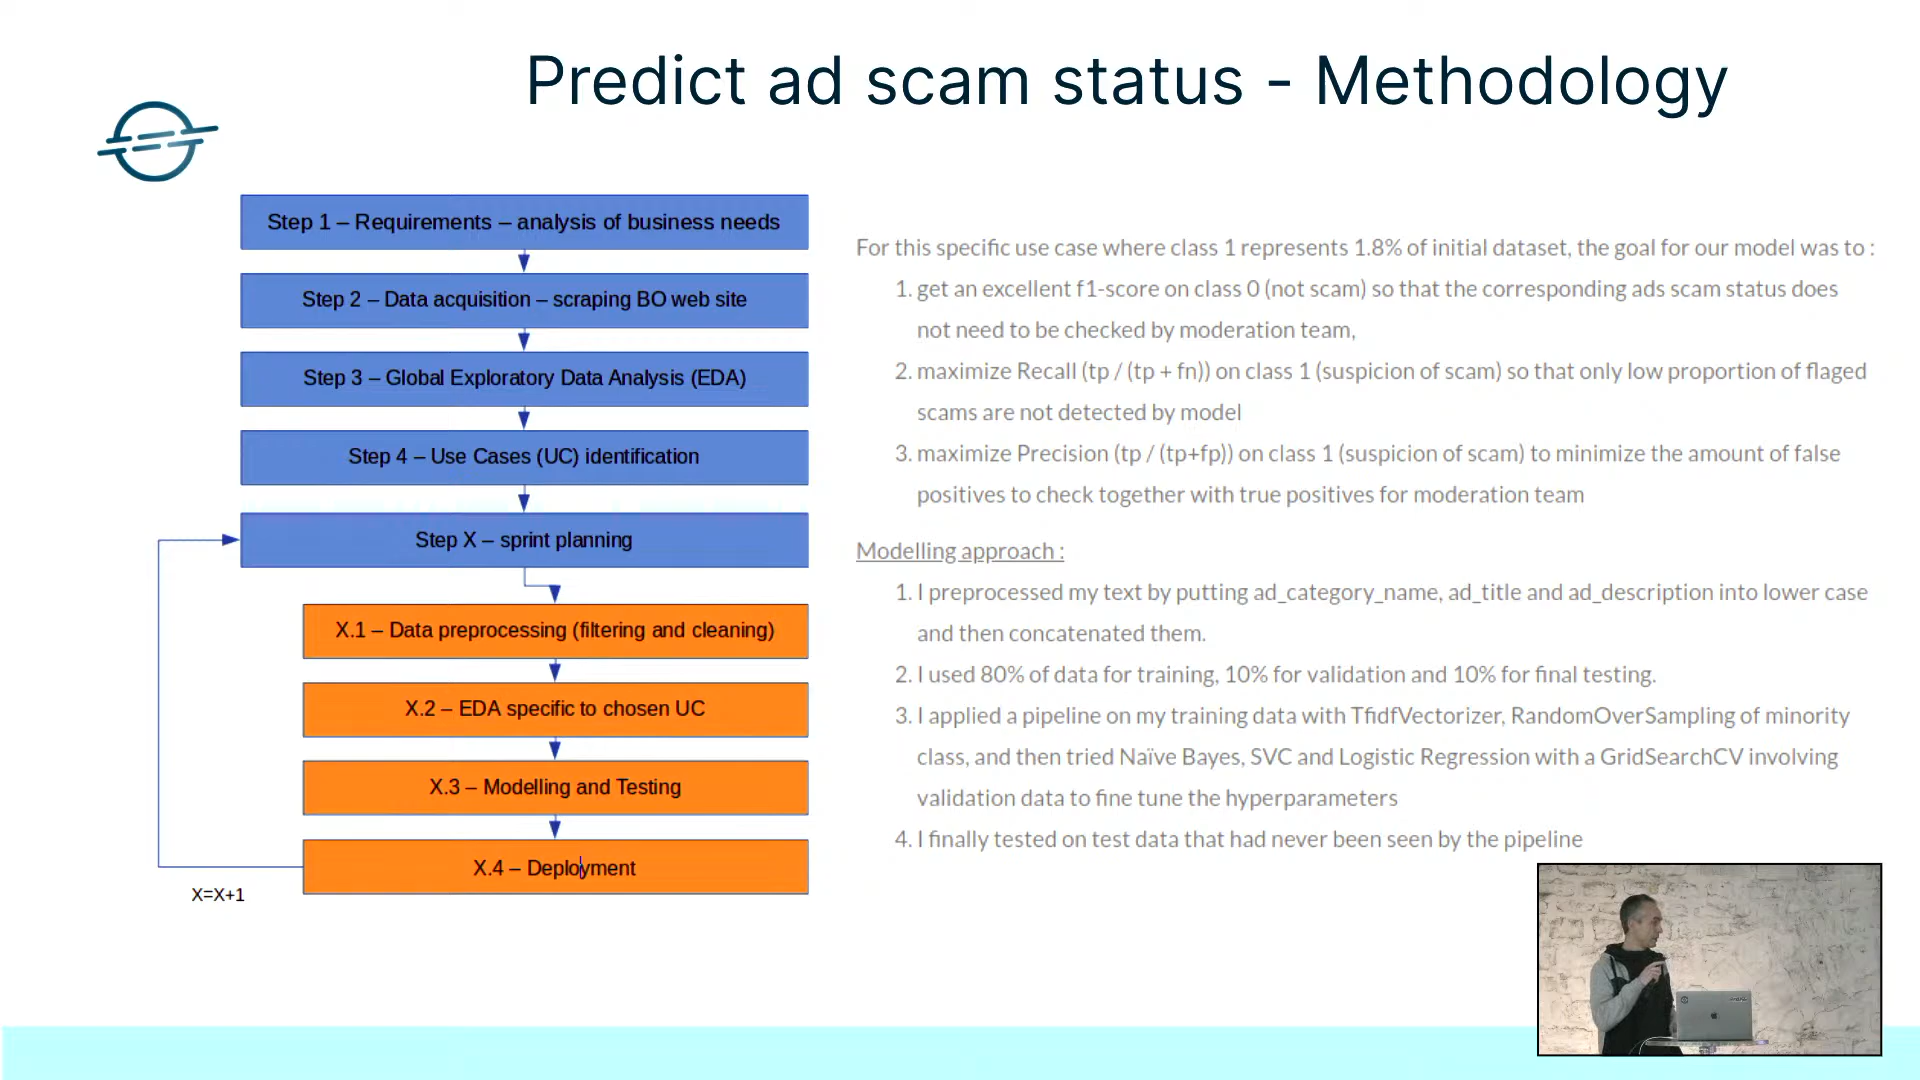 Predict ad scam status - Methodology
Step 1 – Requirements – analysis of business needs
Step 2 – Data acquisition – scraping BO web site
Step 3 – Global Exploratory Data Analysis (EDA)
Step 4 – Use Cases (UC) identification
Step X – sprint planning
X.1 – Data preprocessing (filtering and cleaning)
X.2 – EDA specific to chosen UC
X.3 – Modelling and Testing
X.4 – Deployment
X=X+1
For this specific use case where class 1 represents 1.8% of initial dataset, the goal for our model was to :
1. get an excellent f1-score on class 0 (not scam) so that the corresponding ads scam status does
not need to be checked by moderation team,
2. maximize Recall (tp / (tp + fn)) on class 1 (suspicion of scam) so that only low proportion of flaged
scams are not detected by model
3. maximize Precision (tp / (tp+fp)) on class 1 (suspicion of scam) to minimize the amount of false
positives to check together with true positives for moderation team
Modelling approach :
1. I preprocessed my text by putting ad_category_name, ad_title and ad_description into lower case
and then concatenated them.
2. I used 80% of data for training, 10% for validation and 10% for final testing.
3. I applied a pipeline on my training data with TfidfVectorizer, RandomOverSampling of minority
class, and then tried Naïve Bayes, SVC and Logistic Regression with a GridSearchCV involving
validation data to fine tune the hyperparameters
4. I finally tested on test data that had never been seen by the pipeline